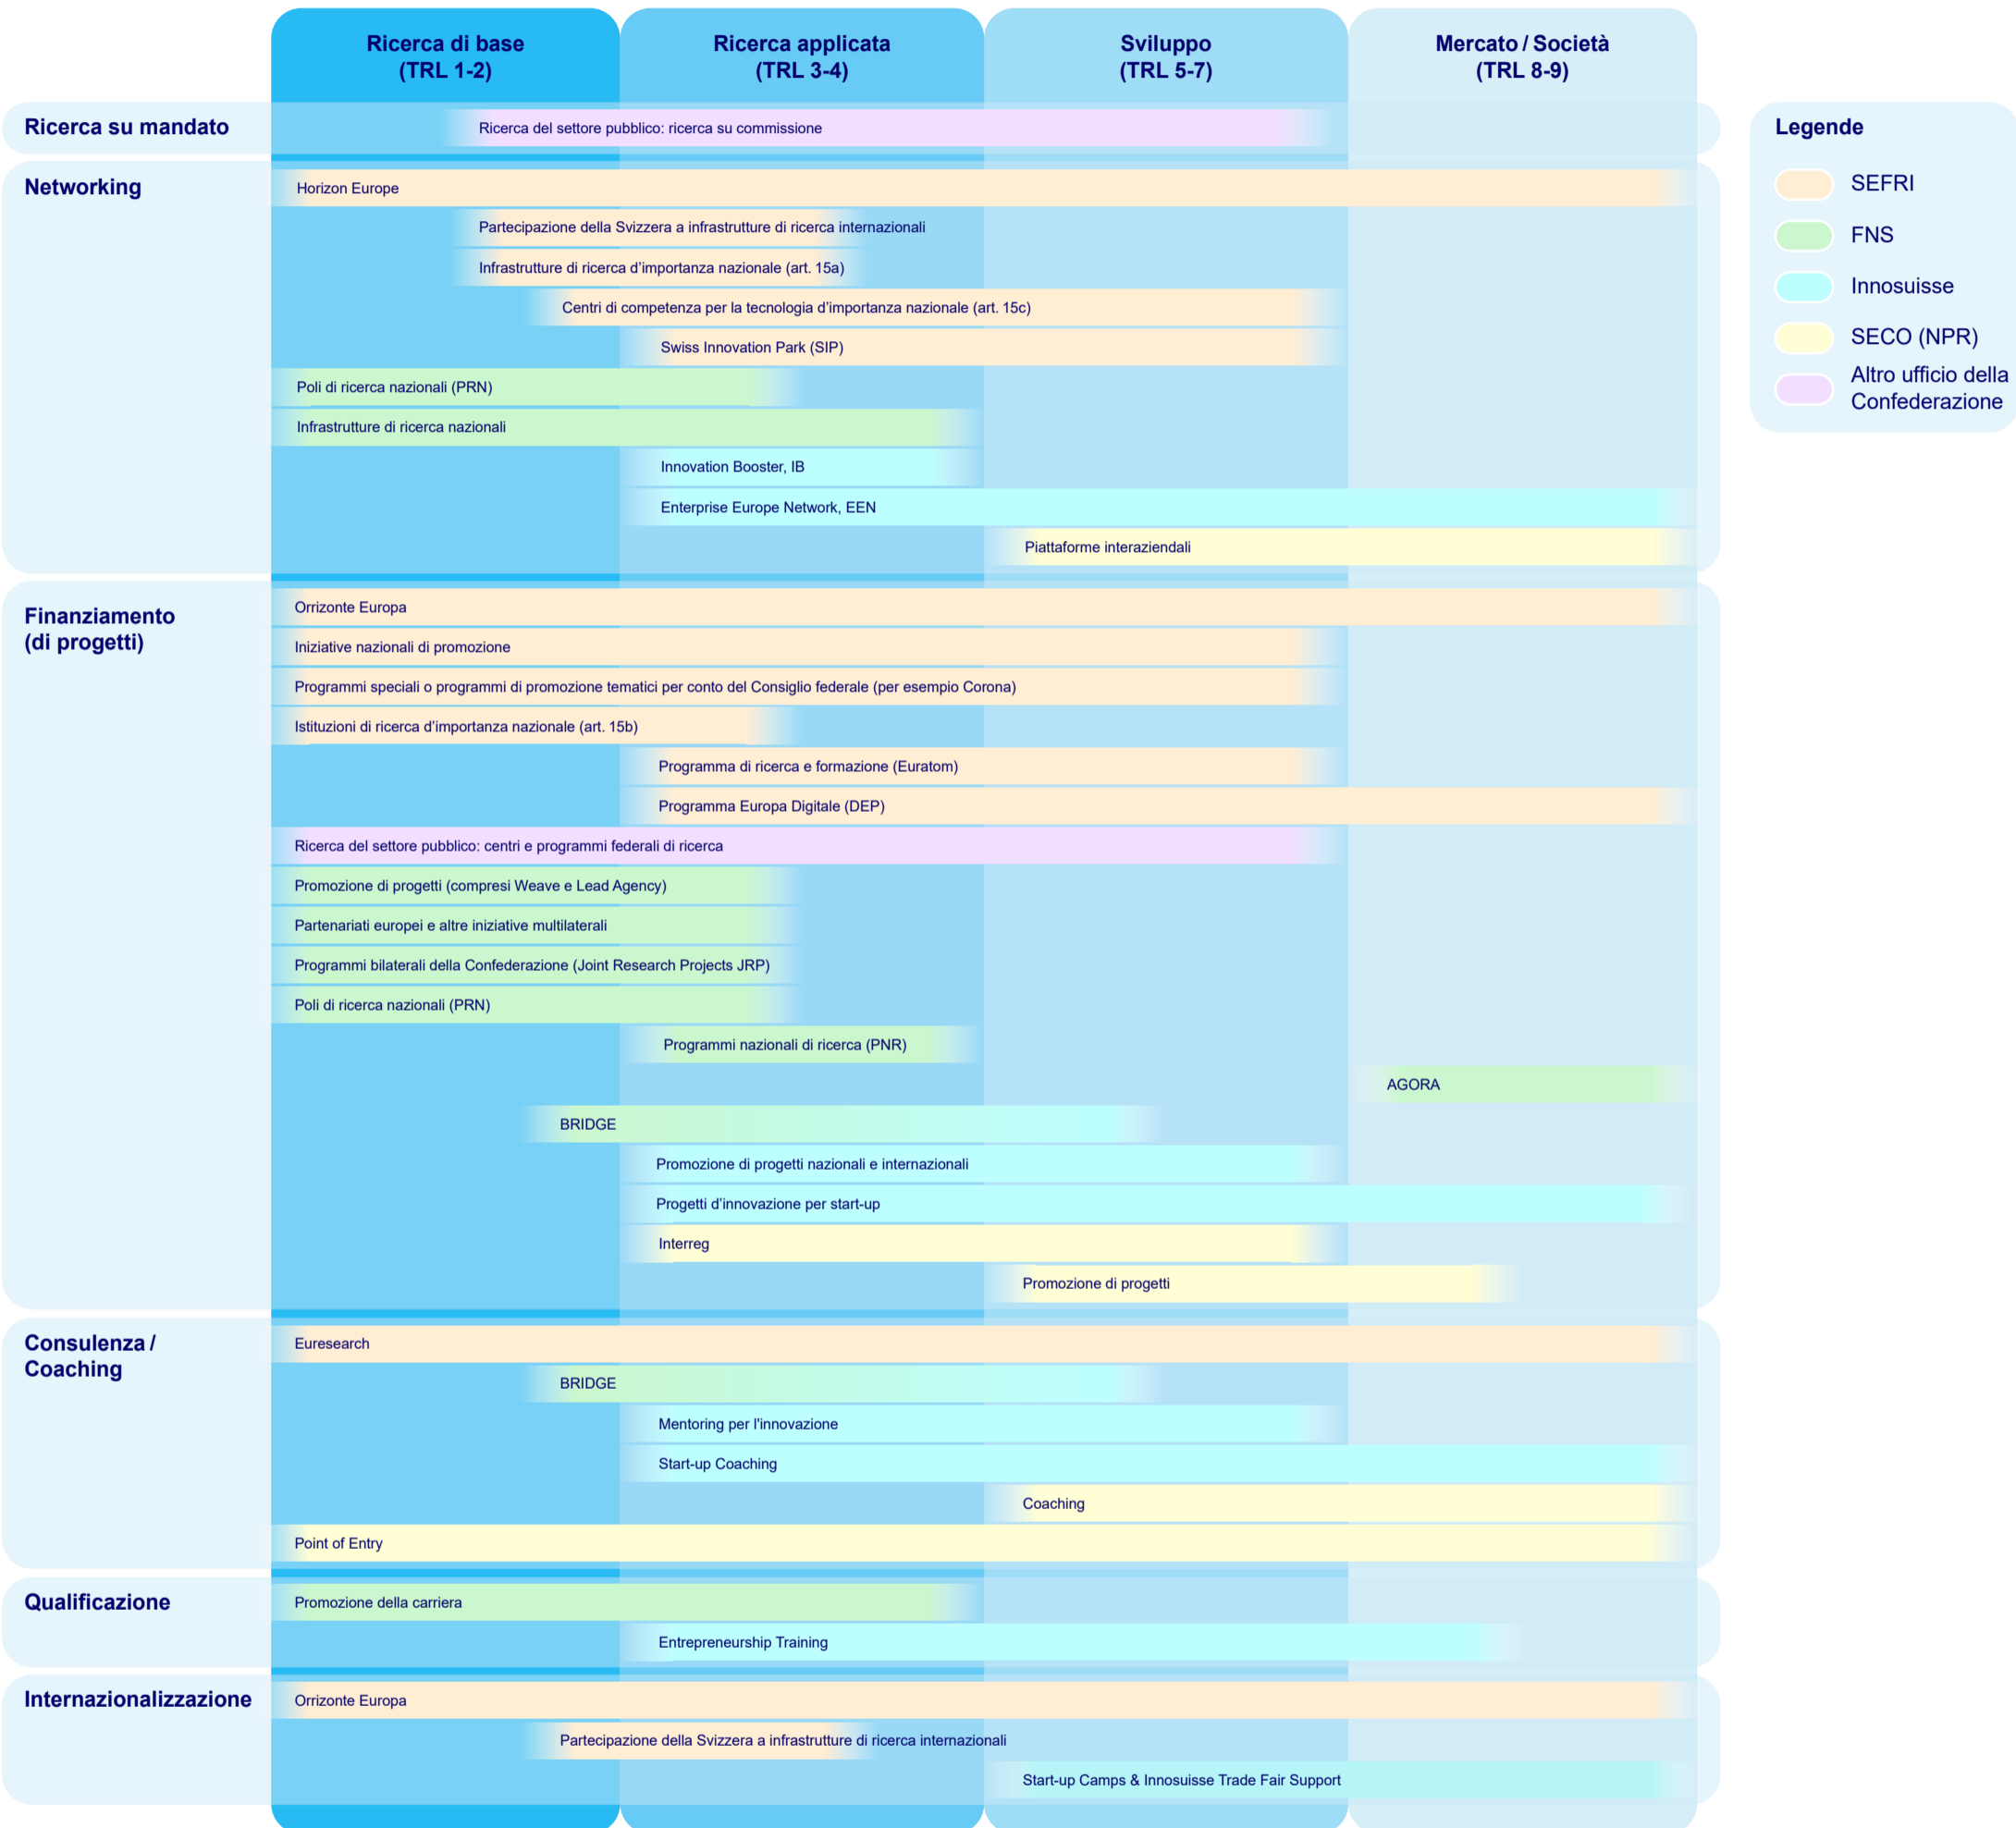 Ricerca di base
(TRL 1-2)
Ricerca applicata
(TRL 3-4)
Sviluppo
(TRL 5-7)
Mercato / Società
(TRL 8-9)
Ricerca su mandato
Ricerca del settore pubblico: ricerca su commissione
Networking
Horizon Europe
Partecipazione della Svizzera a infrastrutture di ricerca internazionali
Infrastrutture di ricerca d’importanza nazionale (art. 15a)
Centri di competenza per la tecnologia d’importanza nazionale (art. 15c)
Swiss Innovation Park (SIP)
Poli di ricerca nazionali (PRN)
Infrastrutture di ricerca nazionali
Innovation Booster, IB
Enterprise Europe Network, EEN
Piattaforme interaziendali
Finanziamento
(di progetti)
Orrizonte Europa
Iniziative nazionali di promozione
Programmi speciali o programmi di promozione tematici per conto del Consiglio federale (per esempio Corona)
Istituzioni di ricerca d’importanza nazionale (art. 15b)
Programma di ricerca e formazione (Euratom)
Programma Europa Digitale (DEP)
Ricerca del settore pubblico: centri e programmi federali di ricerca
Promozione di progetti (compresi Weave e Lead Agency)
Partenariati europei e altre iniziative multilaterali
Programmi bilaterali della Confederazione (Joint Research Projects JRP)
Poli di ricerca nazionali (PRN)
Programmi nazionali di ricerca (PNR)
AGORA
BRIDGE
Promozione di progetti nazionali e internazionali
Progetti d’innovazione per start-up
Interreg
Promozione di progetti
Consulenza /
Coaching
Euresearch
BRIDGE
Mentoring per l'innovazione
Start-up Coaching
Coaching
Point of Entry
Qualificazione
Promozione della carriera
Entrepreneurship Training
Internazionalizzazione
Orrizonte Europa
Partecipazione della Svizzera a infrastrutture di ricerca internazionali
Start-up Camps & Innosuisse Trade Fair Support
Legende
SEFRI
FNS
Innosuisse
SECO (NPR)
Altro ufficio della
Confederazione